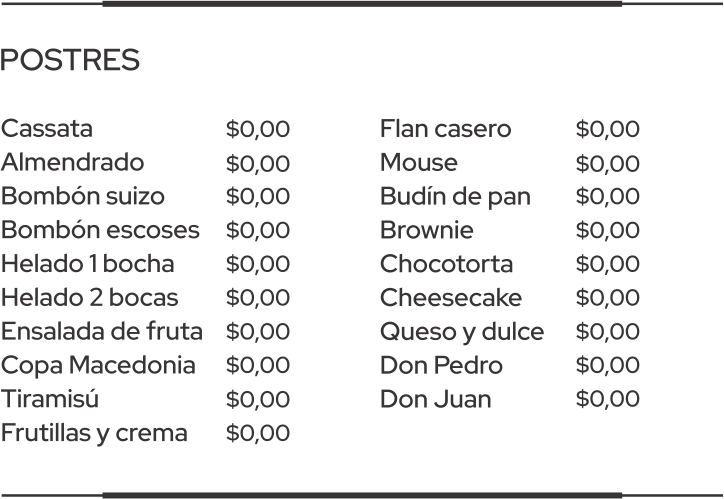 POSTRES
Cassata $0,00
Almendrado $0,00
Bombón suizo $0,00
Bombón escoses $0,00
Helado 1 bocha $0,00
Helado 2 bocas $0,00
Ensalada de fruta $0,00
Copa Macedonia $0,00
Tiramisú $0,00
Frutillas y crema $0,00
Flan casero $0,00
Mouse $0,00
Budín de pan $0,00
Brownie $0,00
Chocotorta $0,00
Cheesecake $0,00
Queso y dulce $0,00
Don Pedro $0,00
Don Juan $0,00